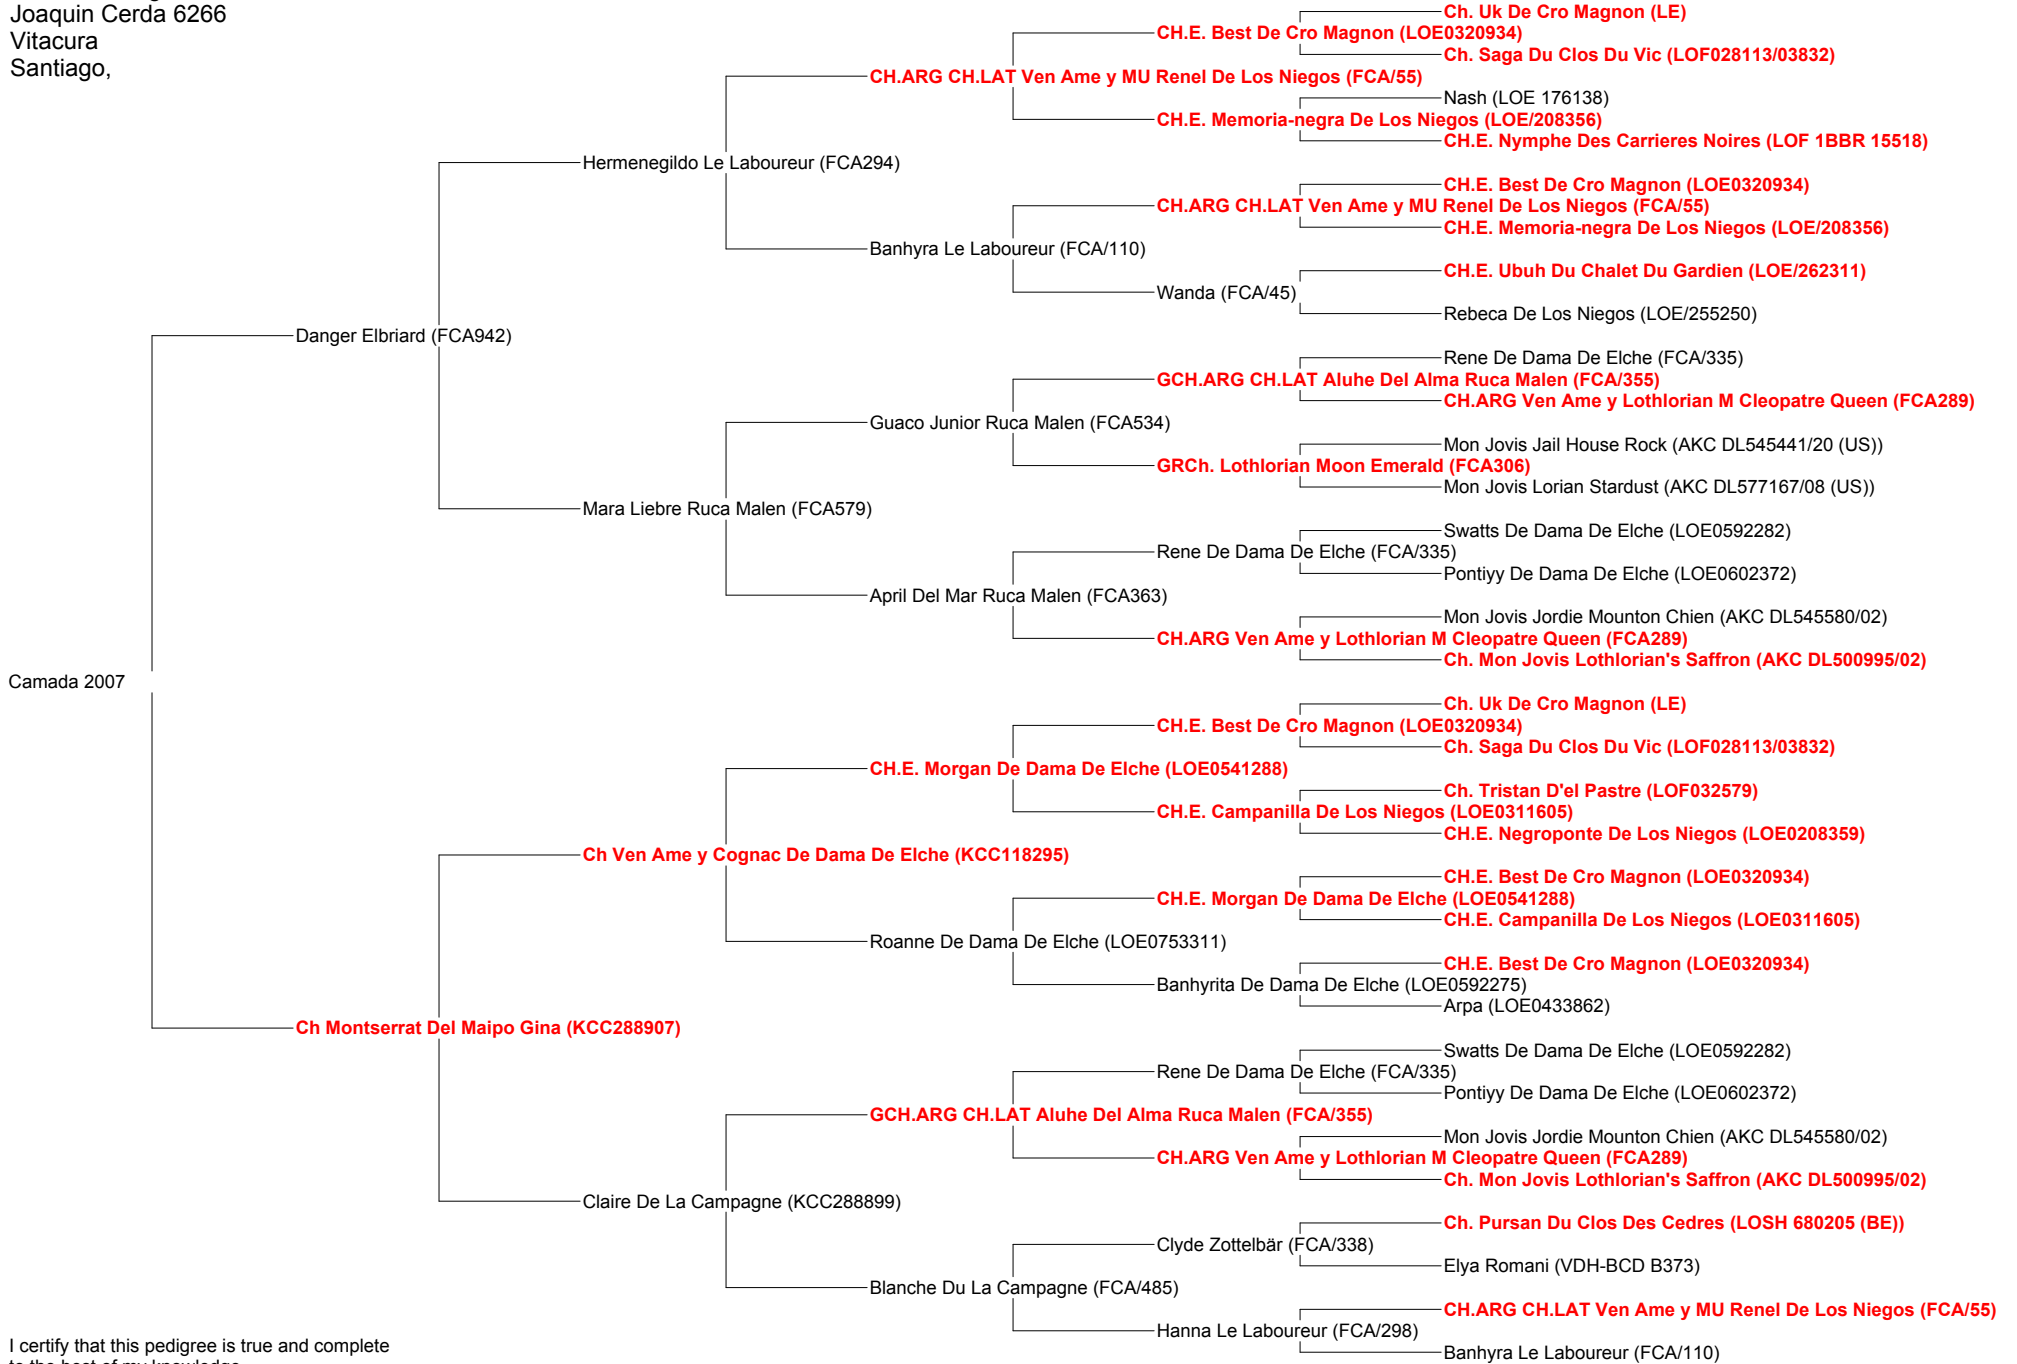 Joaquin Cerda 6266
Vitacura
Santiago,
Ch. Uk De Cro Magnon (LE)
CH.E. Best De Cro Magnon (LOE0320934)
Ch. Saga Du Clos Du Vic (LOF028113/03832)
CH.ARG CH.LAT Ven Ame y MU Renel De Los Niegos (FCA/55)
Nash (LOE 176138)
CH.E. Memoria-negra De Los Niegos (LOE/208356)
CH.E. Nymphe Des Carrieres Noires (LOF 1BBR 15518)
Hermenegildo Le Laboureur (FCA294)
CH.E. Best De Cro Magnon (LOE0320934)
CH.ARG CH.LAT Ven Ame y MU Renel De Los Niegos (FCA/55)
CH.E. Memoria-negra De Los Niegos (LOE/208356)
Banhyra Le Laboureur (FCA/110)
CH.E. Ubuh Du Chalet Du Gardien (LOE/262311)
Wanda (FCA/45)
Rebeca De Los Niegos (LOE/255250)
Danger Elbriard (FCA942)
Rene De Dama De Elche (FCA/335)
GCH.ARG CH.LAT Aluhe Del Alma Ruca Malen (FCA/355)
CH.ARG Ven Ame y Lothlorian M Cleopatre Queen (FCA289)
Guaco Junior Ruca Malen (FCA534)
Mon Jovis Jail House Rock (AKC DL545441/20 (US))
GRCh. Lothlorian Moon Emerald (FCA306)
Mon Jovis Lorian Stardust (AKC DL577167/08 (US))
Mara Liebre Ruca Malen (FCA579)
Swatts De Dama De Elche (LOE0592282)
Rene De Dama De Elche (FCA/335)
Pontiyy De Dama De Elche (LOE0602372)
April Del Mar Ruca Malen (FCA363)
Mon Jovis Jordie Mounton Chien (AKC DL545580/02)
CH.ARG Ven Ame y Lothlorian M Cleopatre Queen (FCA289)
Ch. Mon Jovis Lothlorian's Saffron (AKC DL500995/02)
Camada 2007
Ch. Uk De Cro Magnon (LE)
CH.E. Best De Cro Magnon (LOE0320934)
Ch. Saga Du Clos Du Vic (LOF028113/03832)
CH.E. Morgan De Dama De Elche (LOE0541288)
Ch. Tristan D'el Pastre (LOF032579)
CH.E. Campanilla De Los Niegos (LOE0311605)
CH.E. Negroponte De Los Niegos (LOE0208359)
Ch Ven Ame y Cognac De Dama De Elche (KCC118295)
CH.E. Best De Cro Magnon (LOE0320934)
CH.E. Morgan De Dama De Elche (LOE0541288)
CH.E. Campanilla De Los Niegos (LOE0311605)
Roanne De Dama De Elche (LOE0753311)
CH.E. Best De Cro Magnon (LOE0320934)
Banhyrita De Dama De Elche (LOE0592275)
Arpa (LOE0433862)
Ch Montserrat Del Maipo Gina (KCC288907)
Swatts De Dama De Elche (LOE0592282)
Rene De Dama De Elche (FCA/335)
Pontiyy De Dama De Elche (LOE0602372)
GCH.ARG CH.LAT Aluhe Del Alma Ruca Malen (FCA/355)
Mon Jovis Jordie Mounton Chien (AKC DL545580/02)
CH.ARG Ven Ame y Lothlorian M Cleopatre Queen (FCA289)
Ch. Mon Jovis Lothlorian's Saffron (AKC DL500995/02)
Claire De La Campagne (KCC288899)
Ch. Pursan Du Clos Des Cedres (LOSH 680205 (BE))
Clyde Zottelbär (FCA/338)
Elya Romani (VDH-BCD B373)
Blanche Du La Campagne (FCA/485)
CH.ARG CH.LAT Ven Ame y MU Renel De Los Niegos (FCA/55)
Hanna Le Laboureur (FCA/298)
Banhyra Le Laboureur (FCA/110)
I certify that this pedigree is true and complete
to the best of my knowledge